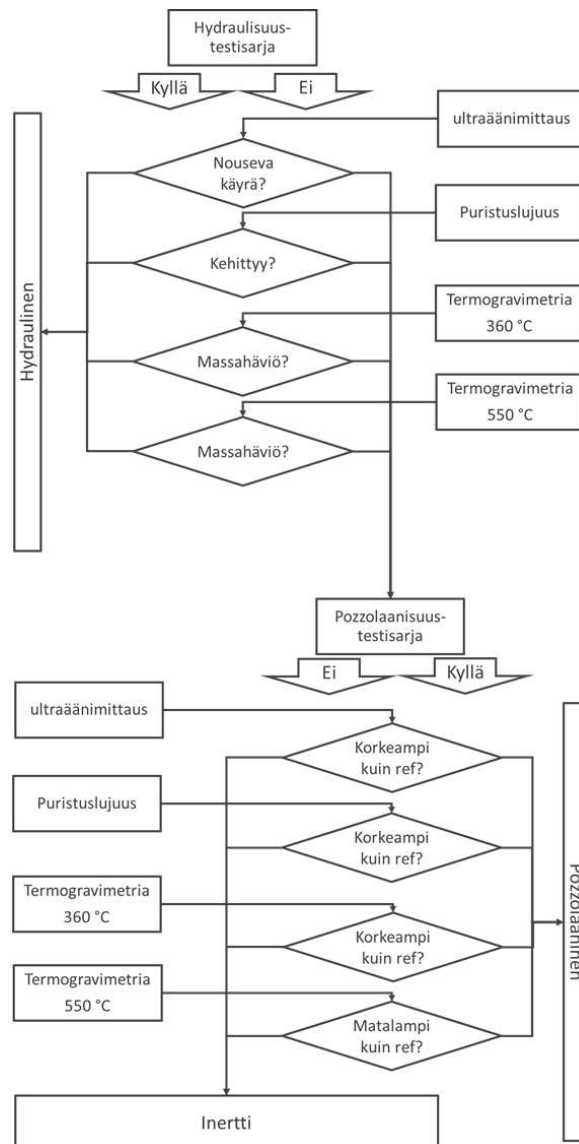 Hydraulisuus-
testisarja
Kyllä
Ei
ultraäänimittaus
Nouseva
käyrä?
Puristuslujuus
Kehittyy?
Termogravimetria
360 °C
Massahäviö?
Termogravimetria
550 °C
Massahäviö?
Hydraulinen
Pozzolaanisuus-
testisarja
Ei
Kyllä
ultraäänimittaus
Korkeampi
kuin ref?
Puristuslujuus
Korkeampi
kuin ref?
Termogravimetria
360 °C
Korkeampi
kuin ref?
Termogravimetria
550 °C
Matalampi
kuin ref?
Pozzolaaninen
Inertti